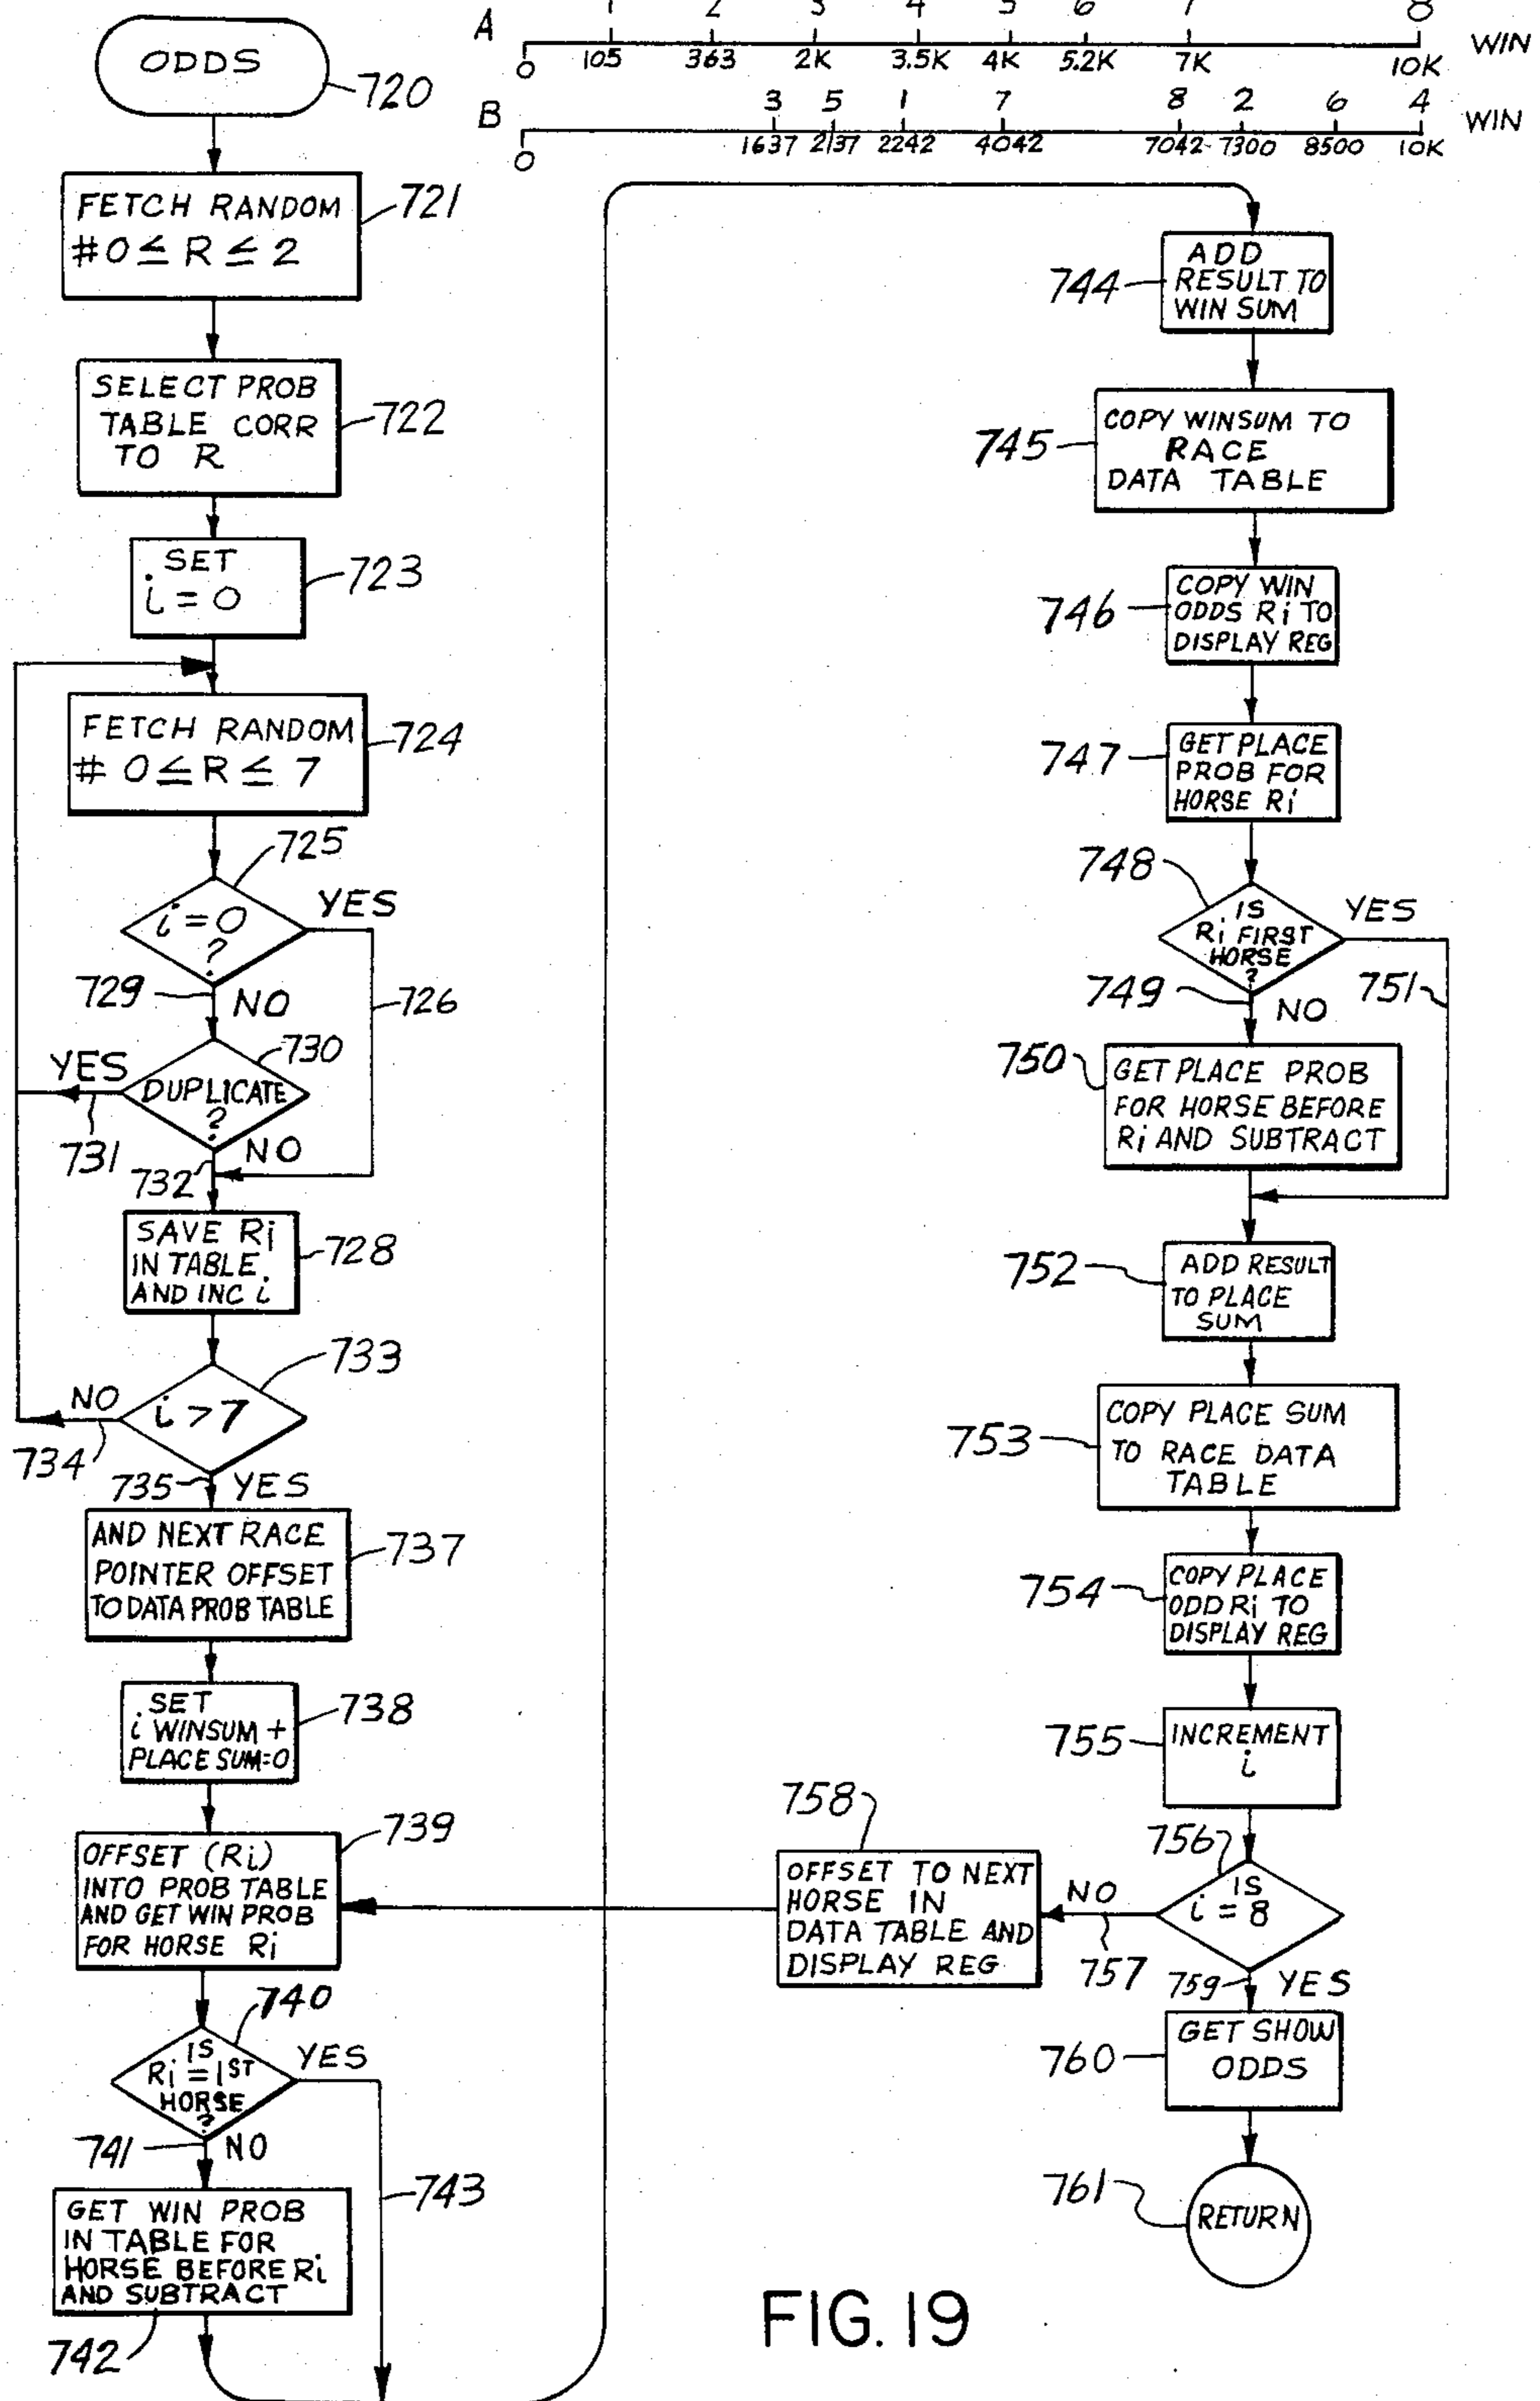 ODDS
720
FETCH RANDOM
#0 ≤ R ≤ 2
721
SELECT PROB
TABLE CORR
TO R
722
SET
i = 0
723
FETCH RANDOM
# 0 ≤ R ≤ 7
724
725
i = 0
?
YES
726
729
NO
730
DUPLICATE
?
YES
731
732
NO
SAVE Ri
IN TABLE
AND INC i
728
733
i > 7
NO
734
735
YES
AND NEXT RACE
POINTER OFFSET
TO DATA PROB TABLE
737
SET
i WINSUM +
PLACE SUM=0
738
OFFSET (Ri)
INTO PROB TABLE
AND GET WIN PROB
FOR HORSE Ri
739
740
IS
Ri = 1ST
HORSE
?
YES
741
NO
743
GET WIN PROB
IN TABLE FOR
HORSE BEFORE Ri
AND SUBTRACT
742
A
1 2 3 4 5 6 7 8
0 105 363 2K 3.5K 4K 5.2K 7K 10K
WIN
B
3 5 1 7 8 2 6 4
0 1637 2137 2242 4042 7042 7300 8500 10K
WIN
744
ADD
RESULT TO
WIN SUM
745
COPY WINSUM TO
RACE
DATA TABLE
746
COPY WIN
ODDS Ri TO
DISPLAY REG
747
GET PLACE
PROB FOR
HORSE Ri
748
IS
Ri FIRST
HORSE
?
YES
749
NO
751
750
GET PLACE PROB
FOR HORSE BEFORE
Ri AND SUBTRACT
752
ADD RESULT
TO PLACE
SUM
753
COPY PLACE SUM
TO RACE DATA
TABLE
754
COPY PLACE
ODD Ri TO
DISPLAY REG
755
INCREMENT
i
756
IS
i = 8
NO
757
758
OFFSET TO NEXT
HORSE IN
DATA TABLE AND
DISPLAY REG
759
YES
760
GET SHOW
ODDS
761
RETURN
FIG. 19